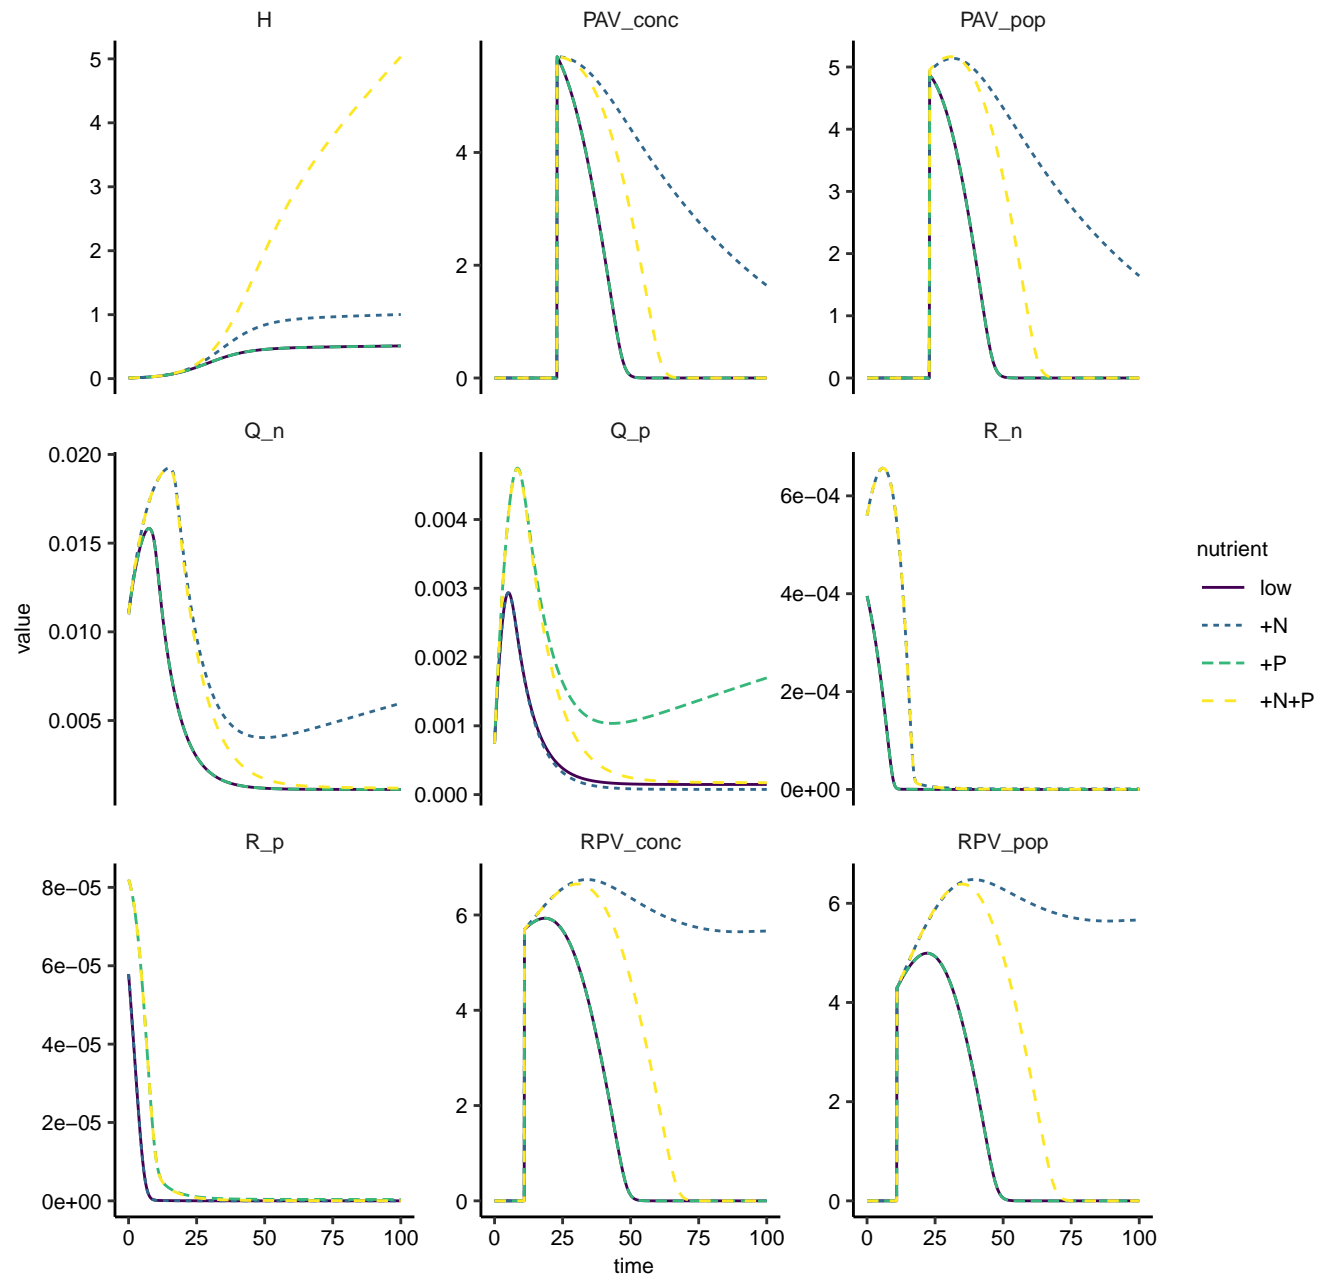 H
PAV_conc
PAV_pop
5
4
3
2
1
0
4
2
0
5
4
3
2
1
0
Q_n
Q_p
R_n
0.020
0.015
0.010
0.005
0.004
0.003
0.002
0.001
0.000
6e−04
4e−04
2e−04
0e+00
R_p
RPV_conc
RPV_pop
8e−05
6e−05
4e−05
2e−05
0e+00
6
4
2
0
6
4
2
0
0 25 50 75 100
0 25 50 75 100
0 25 50 75 100
time
value
nutrient
low
+N
+P
+N+P